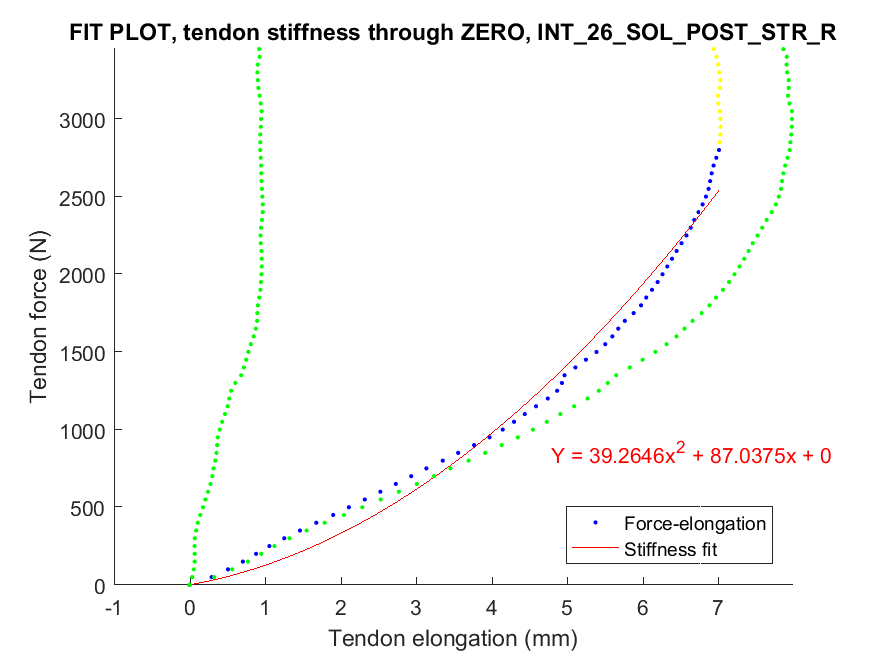 FIT PLOT, tendon stiffness through ZERO, INT_26_SOL_POST_STR_R
Tendon force (N)
3000
2500
2000
1500
1000
500
0
Y = 39.2646x² + 87.0375x + 0
Force-elongation
Stiffness fit
-1 0 1 2 3 4 5 6 7
Tendon elongation (mm)